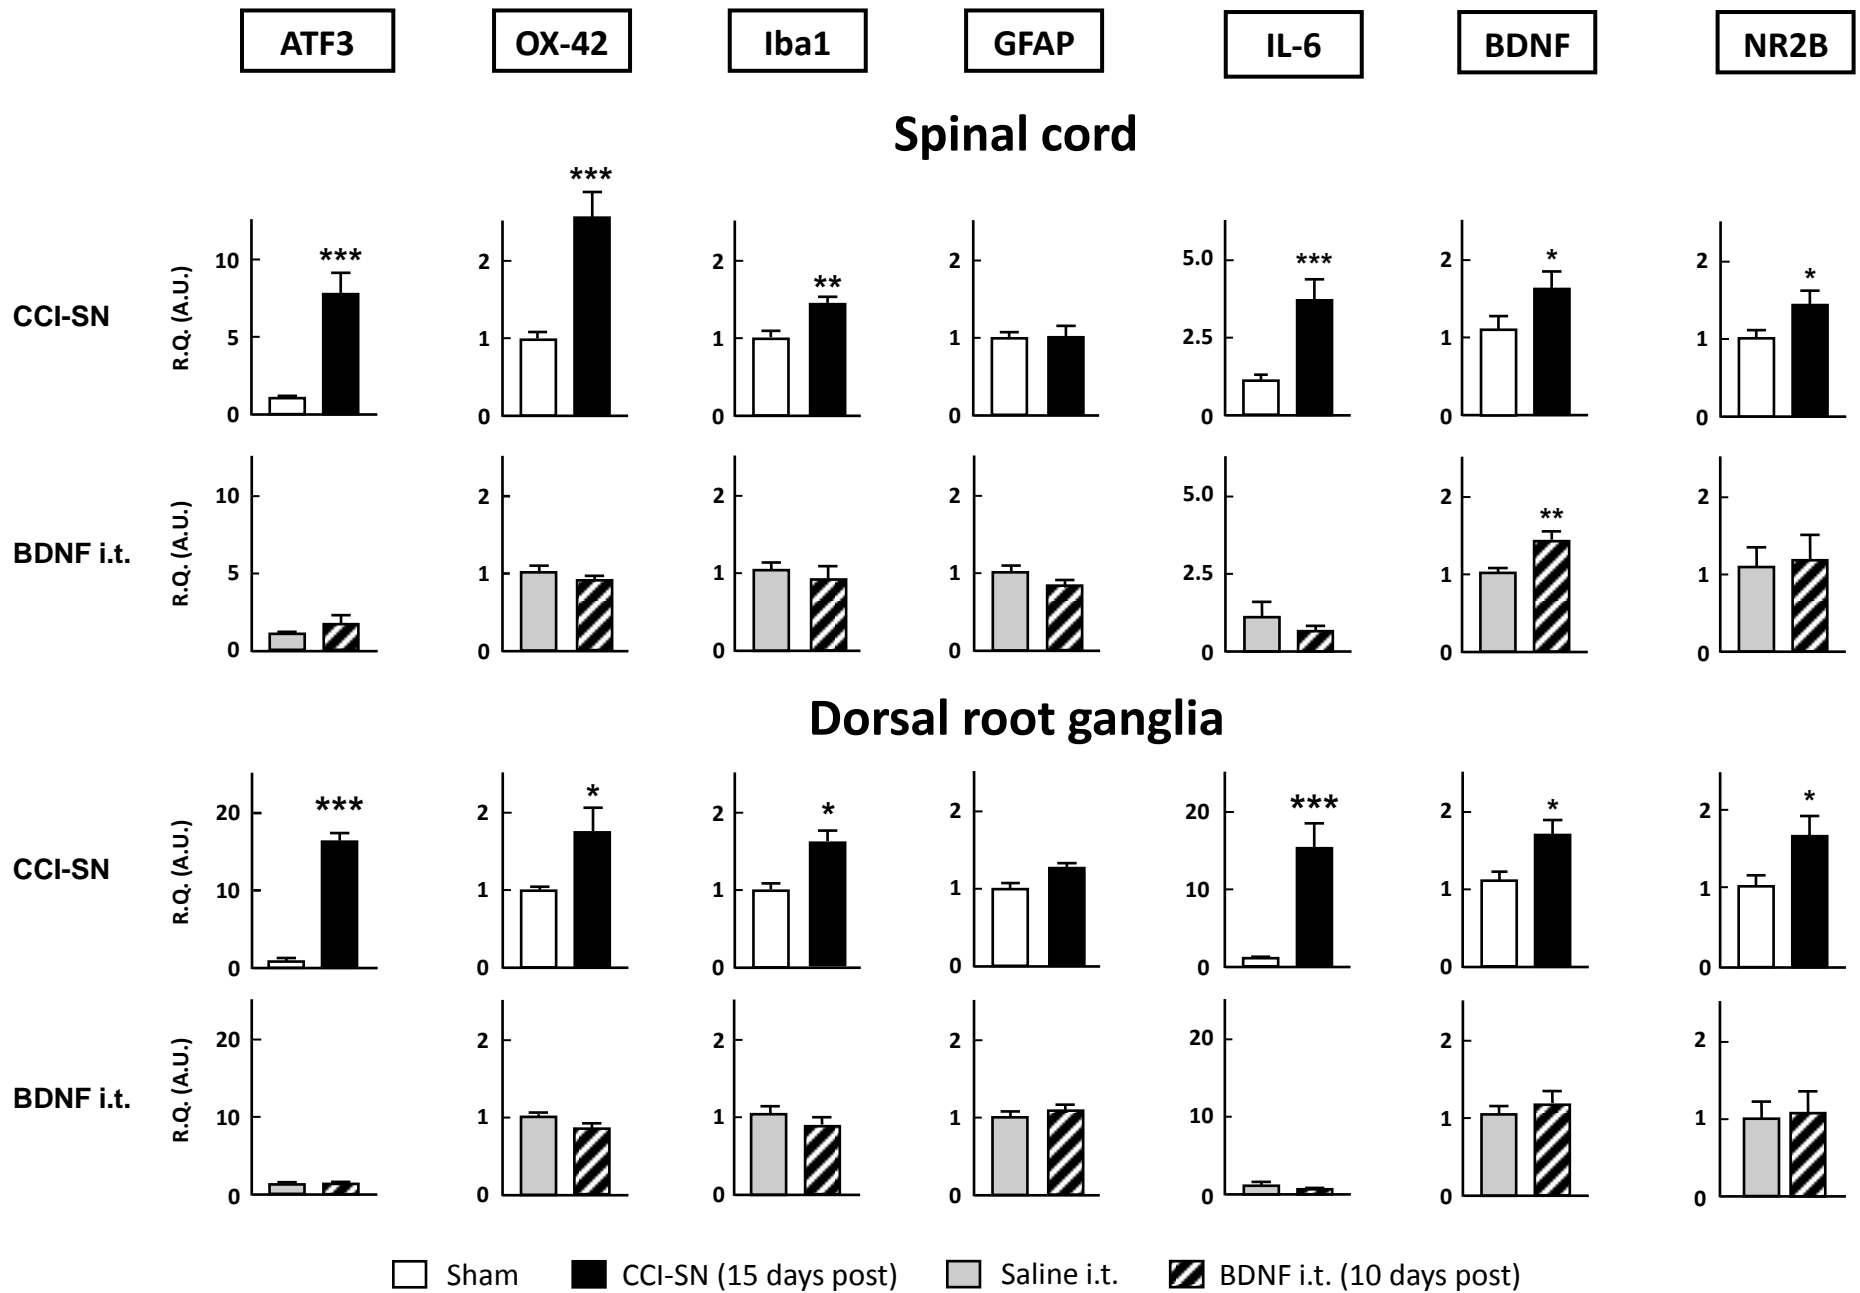 ATF3 OX-42 Iba1 GFAP IL-6 BDNF NR2B
Spinal cord
*** *** ** *** * *
CCI-SN
R.Q. (A.U.)
10 2 2 2 5.0 2 2
5 1 1 1 2.5 1 1
0 0 0 0 0 0 0
**
BDNF i.t.
R.Q. (A.U.)
10 2 2 2 5.0 2 2
5 1 1 1 2.5 1 1
0 0 0 0 0 0 0
Dorsal root ganglia
*** * * *** * *
CCI-SN
R.Q. (A.U.)
20 2 2 2 20 2 2
10 1 1 1 10 1 1
0 0 0 0 0 0 0
BDNF i.t.
R.Q. (A.U.)
20 2 2 2 20 2 2
10 1 1 1 10 1 1
0 0 0 0 0 0 0
Sham CCI-SN (15 days post) Saline i.t. BDNF i.t. (10 days post)